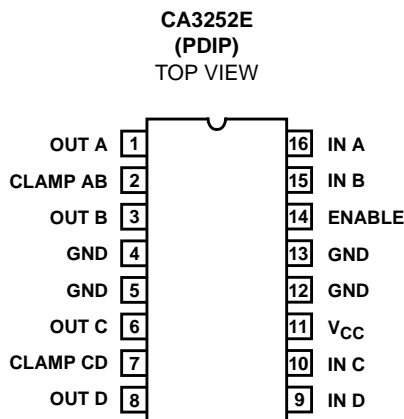 CA3252E
(PDIP)
TOP VIEW
OUT A 1 16 IN A
CLAMP AB 2 15 IN B
OUT B 3 14 ENABLE
GND 4 13 GND
GND 5 12 GND
OUT C 6 11 VCC
CLAMP CD 7 10 IN C
OUT D 8 9 IN D